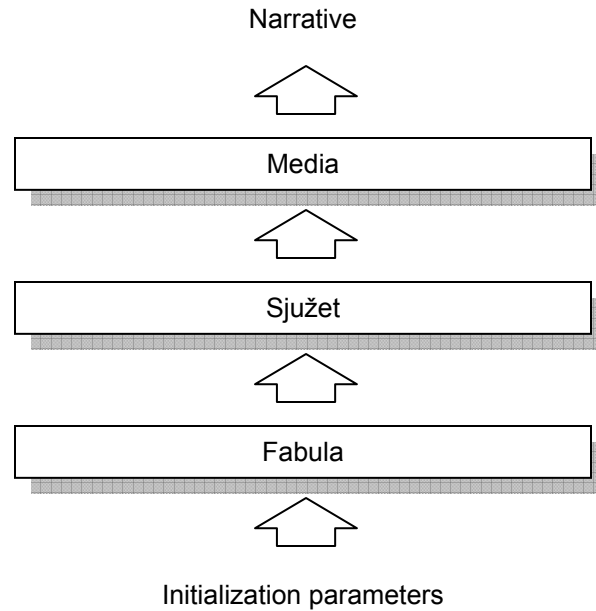 Narrative
Media
Sjužet
Fabula
Initialization parameters